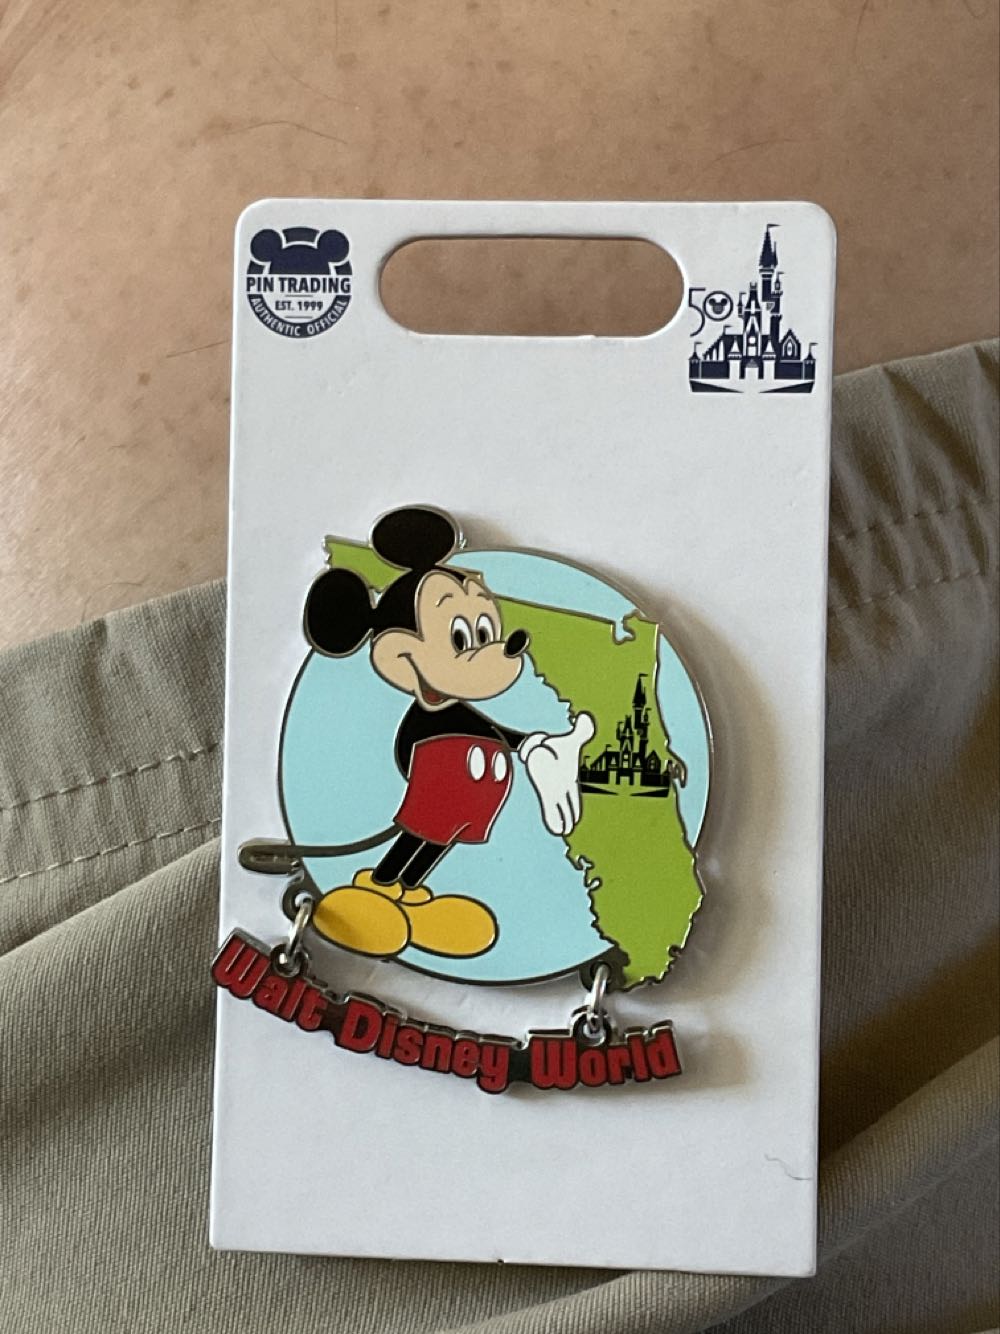 PIN TRADING
EST. 1999
AUTHENTIC OFFICIAL
50
Walt Disney World